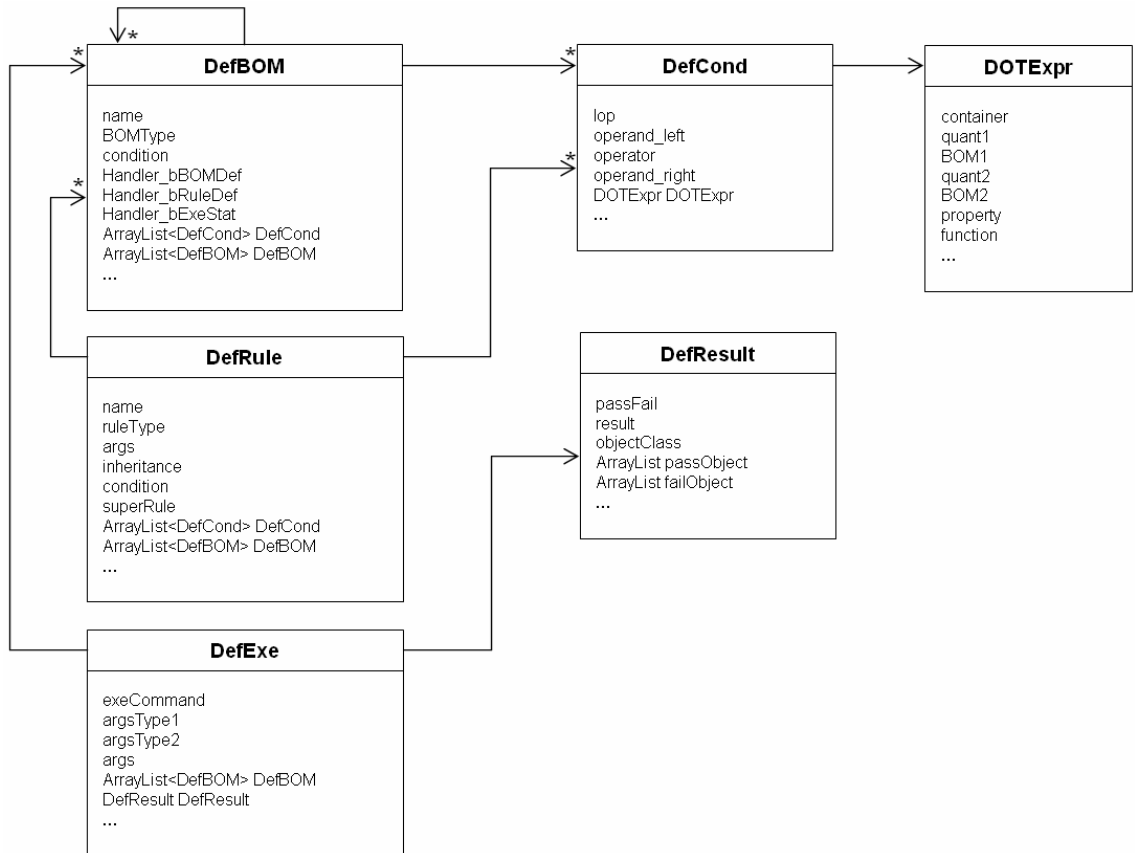 *
*
DefBOM
name
BOMType
condition
Handler_bBOMDef
Handler_bRuleDef
Handler_bExeStat
ArrayList<DefCond> DefCond
ArrayList<DefBOM> DefBOM
...
*
*
DefCond
lop
operand_left
operator
operand_right
DOTExpr DOTExpr
...
*
DOTExpr
container
quant1
BOM1
quant2
BOM2
property
function
...
DefRule
name
ruleType
args
inheritance
condition
superRule
ArrayList<DefCond> DefCond
ArrayList<DefBOM> DefBOM
...
DefResult
passFail
result
objectClass
ArrayList passObject
ArrayList failObject
...
DefExe
exeCommand
argsType1
argsType2
args
ArrayList<DefBOM> DefBOM
DefResult DefResult
...